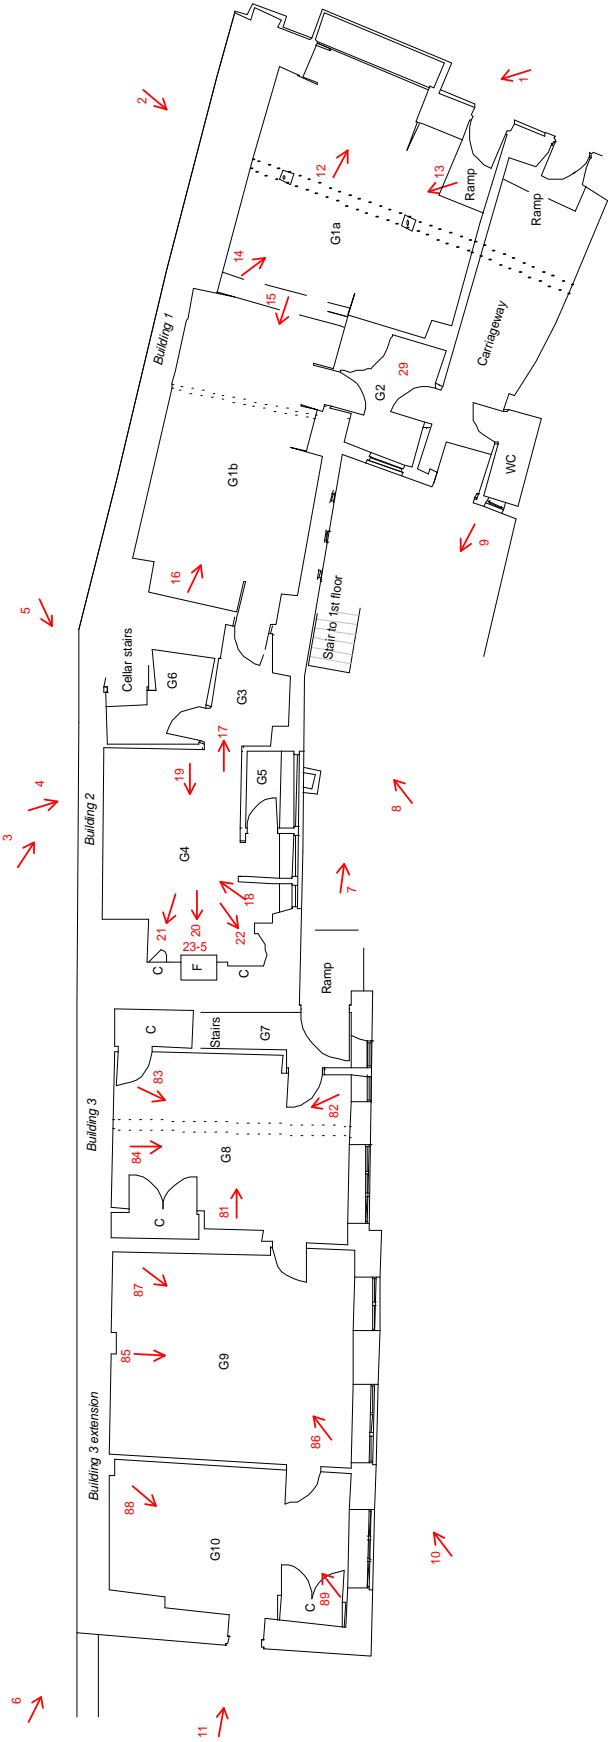 1
2
12
13
Ramp
Ramp
G1a
14
15
Building 1
Carriageway
29
G2
WC
G1b
9
16
5
Stair to 1st floor
Cellar stairs
G6
G3
17
19
4
3
Building 2
G5
8
G4
18
7
21
20
22
23-5
C
F
C
Ramp
C
Stairs
G7
83
82
Building 3
84
G8
81
C
87
85
G9
86
Building 3 extension
88
G10
10
89
C
6
11